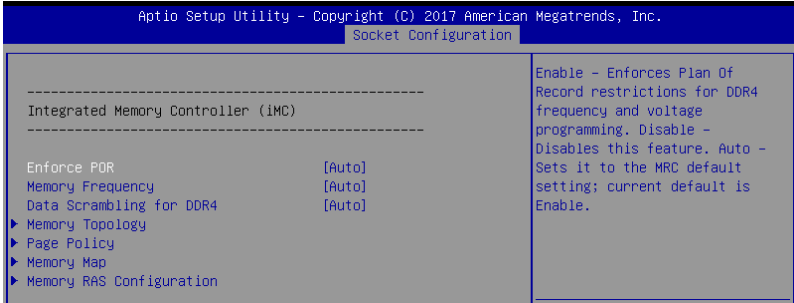 Aptio Setup Utility – Copyright (C) 2017 American Megatrends, Inc.
Socket Configuration
------------------------------------------------
Integrated Memory Controller (iMC)
------------------------------------------------
Enforce POR [Auto]
Memory Frequency [Auto]
Data Scrambling for DDR4 [Auto]
Memory Topology
Page Policy
Memory Map
Memory RAS Configuration
Enable – Enforces Plan Of
Record restrictions for DDR4
frequency and voltage
programming. Disable –
Disables this feature. Auto –
Sets it to the MRC default
setting; current default is
Enable.